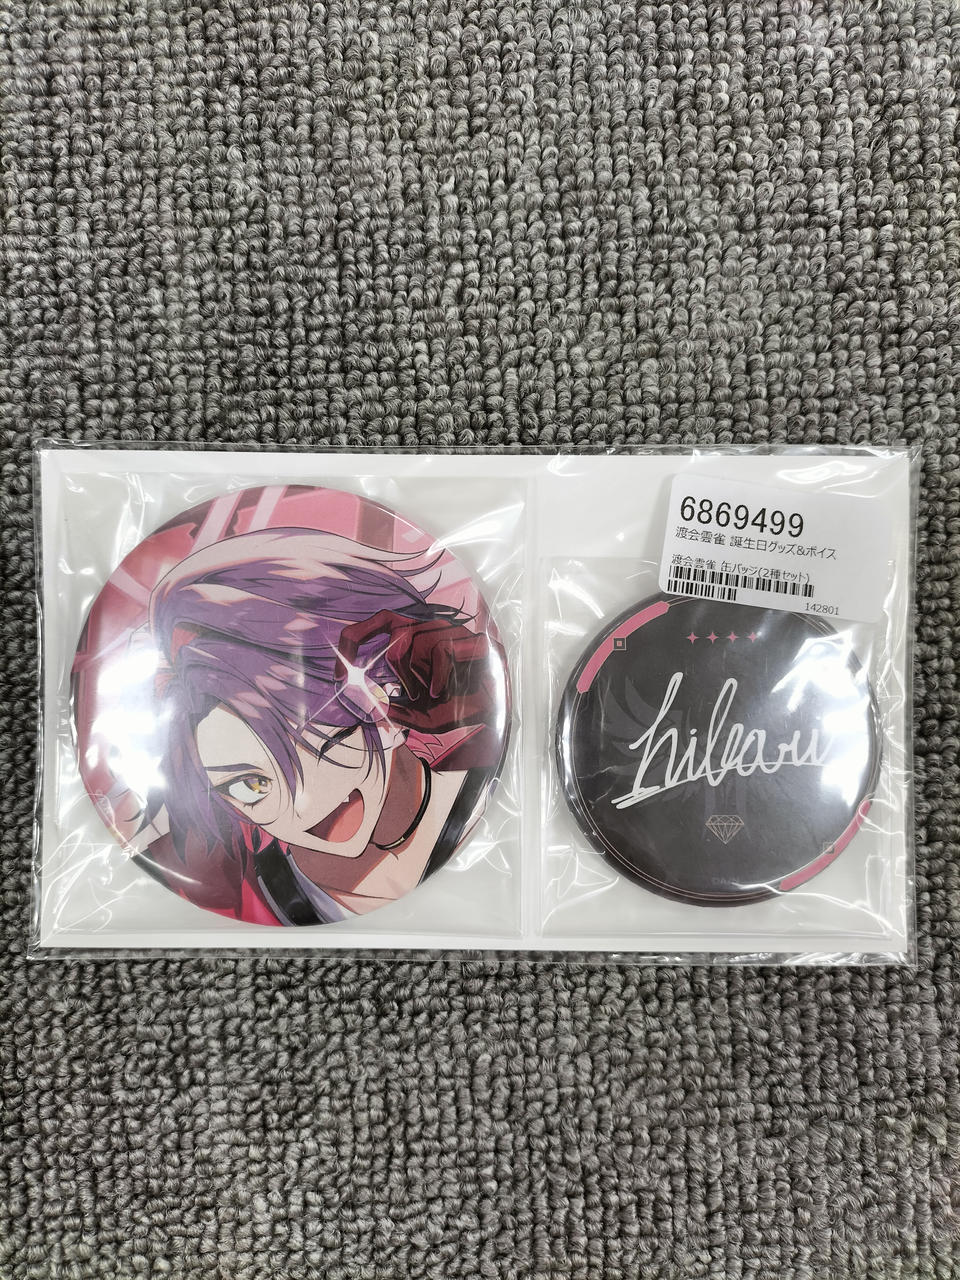 6869499
渡会雲雀 誕生日グッズ&ボイス
渡会雲雀 缶バッジ(2種セット)
142801
hibari